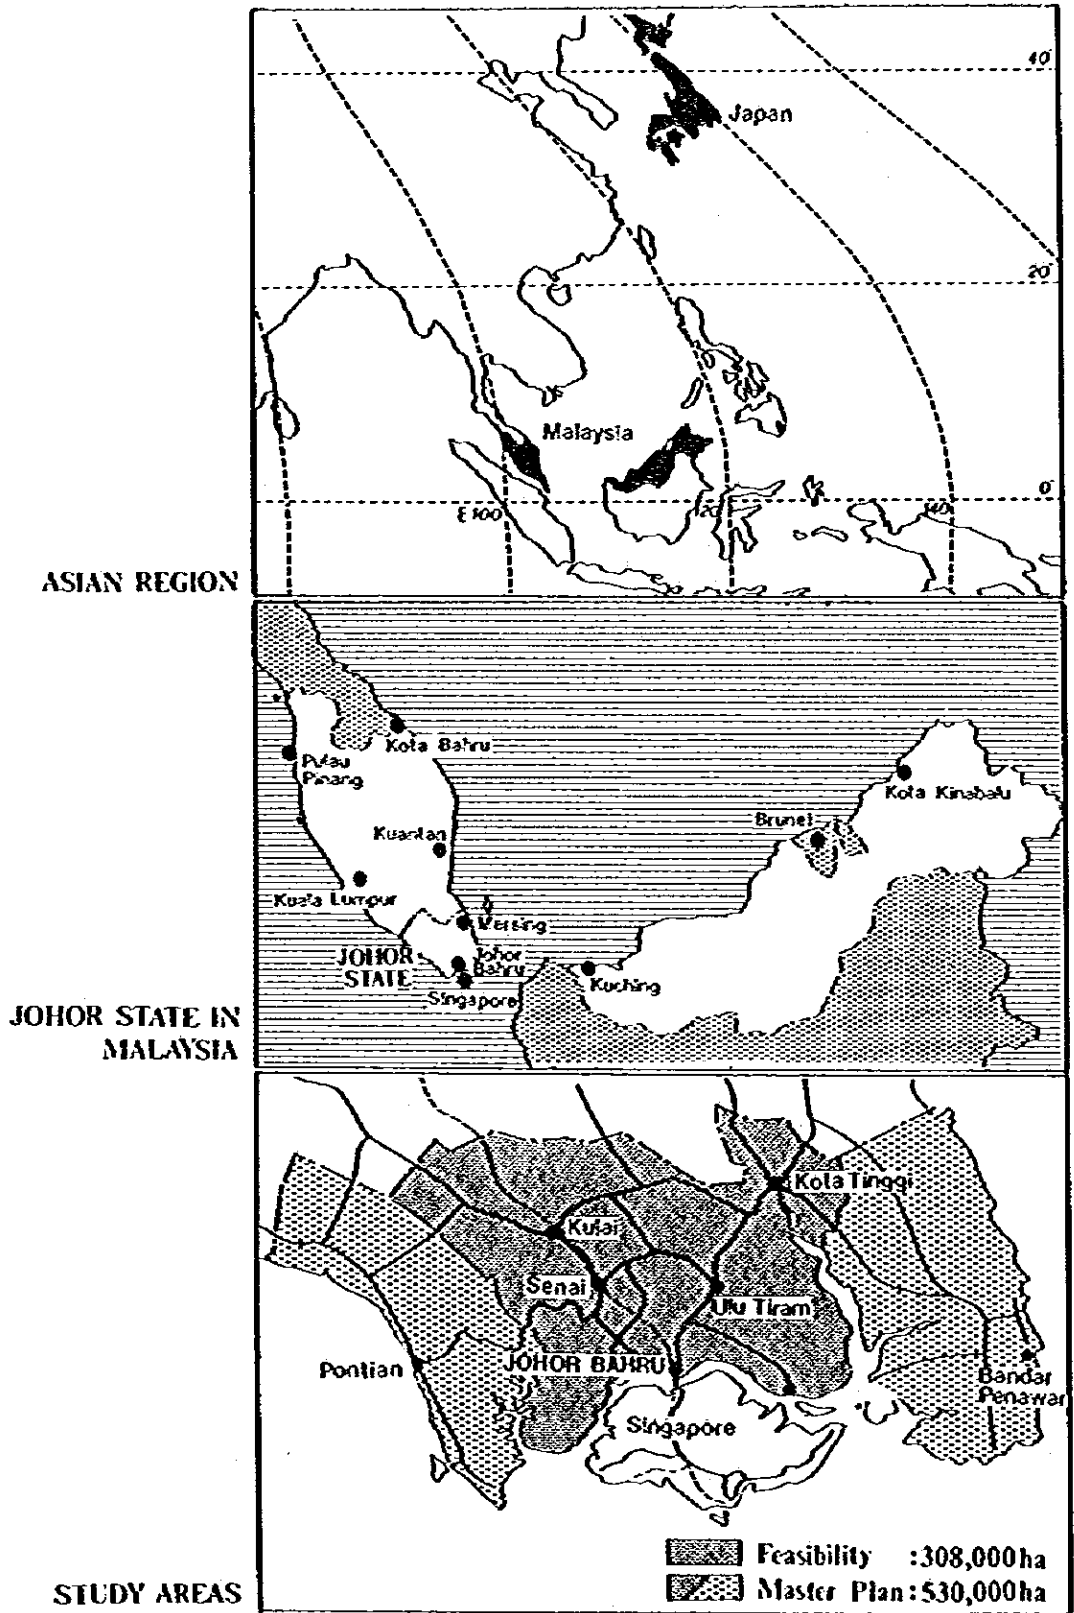 40°
Japan
20°
Malaysia
0°
E 100
120
140
ASIAN REGION
Kota Bahru
Pulau
Pinang
Kota Kinabalu
Brunei
Kuantan
Kuala Lumpur
Mersing
JOHOR
STATE
Johor
Bahru
Singapore
Kuching
JOHOR STATE IN
MALAYSIA
Kota Tinggi
Kulai
Senai
Ulu Tiram
Pontian
JOHOR BAHRU
Bandar
Penawar
Singapore
Feasibility :308,000ha
Master Plan:530,000ha
STUDY AREAS